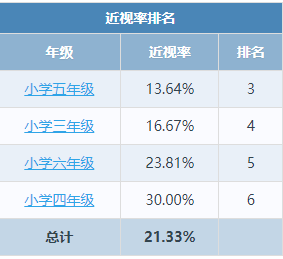 近视率排名
年级 近视率 排名
小学五年级 13.64% 3
小学三年级 16.67% 4
小学六年级 23.81% 5
小学四年级 30.00% 6
总计 21.33%